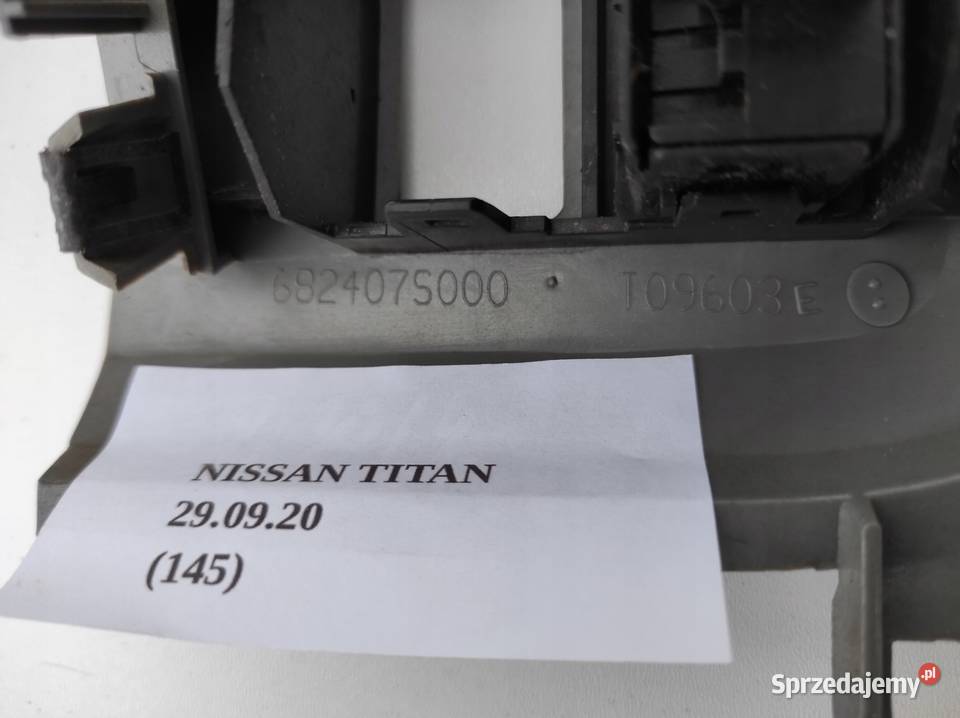 682407S000 T09603E
NISSAN TITAN
29.09.20
(145)
Sprzedajemy.pl